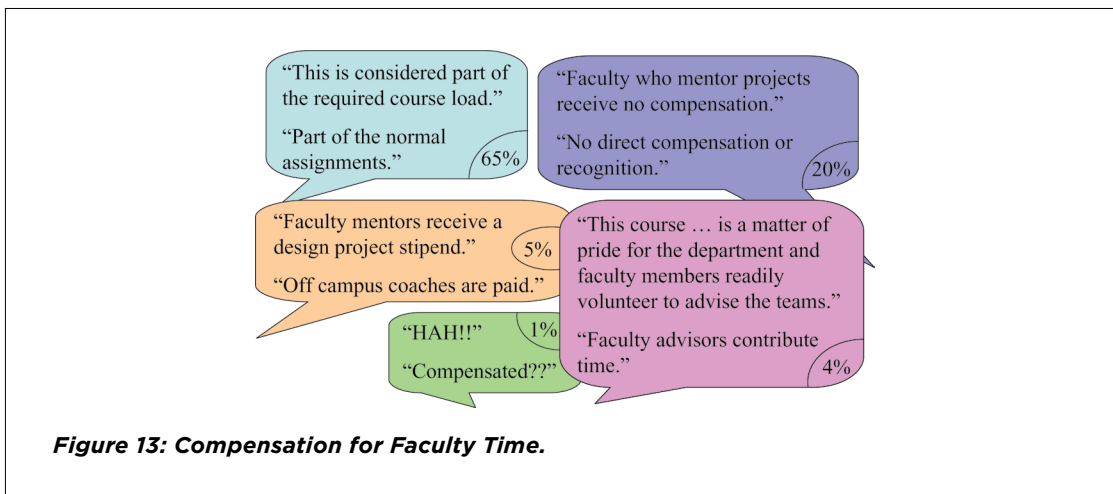 “This is considered part of
the required course load.”
“Part of the normal
assignments.”
65%
“Faculty who mentor projects
receive no compensation.”
“No direct compensation or
recognition.”
20%
“Faculty mentors receive a
design project stipend.”
5%
“Off campus coaches are paid.”
“This course … is a matter of
pride for the department and
faculty members readily
volunteer to advise the teams.”
“Faculty advisors contribute
time.”
4%
“HAH!!”
1%
“Compensated??”
Figure 13: Compensation for Faculty Time.